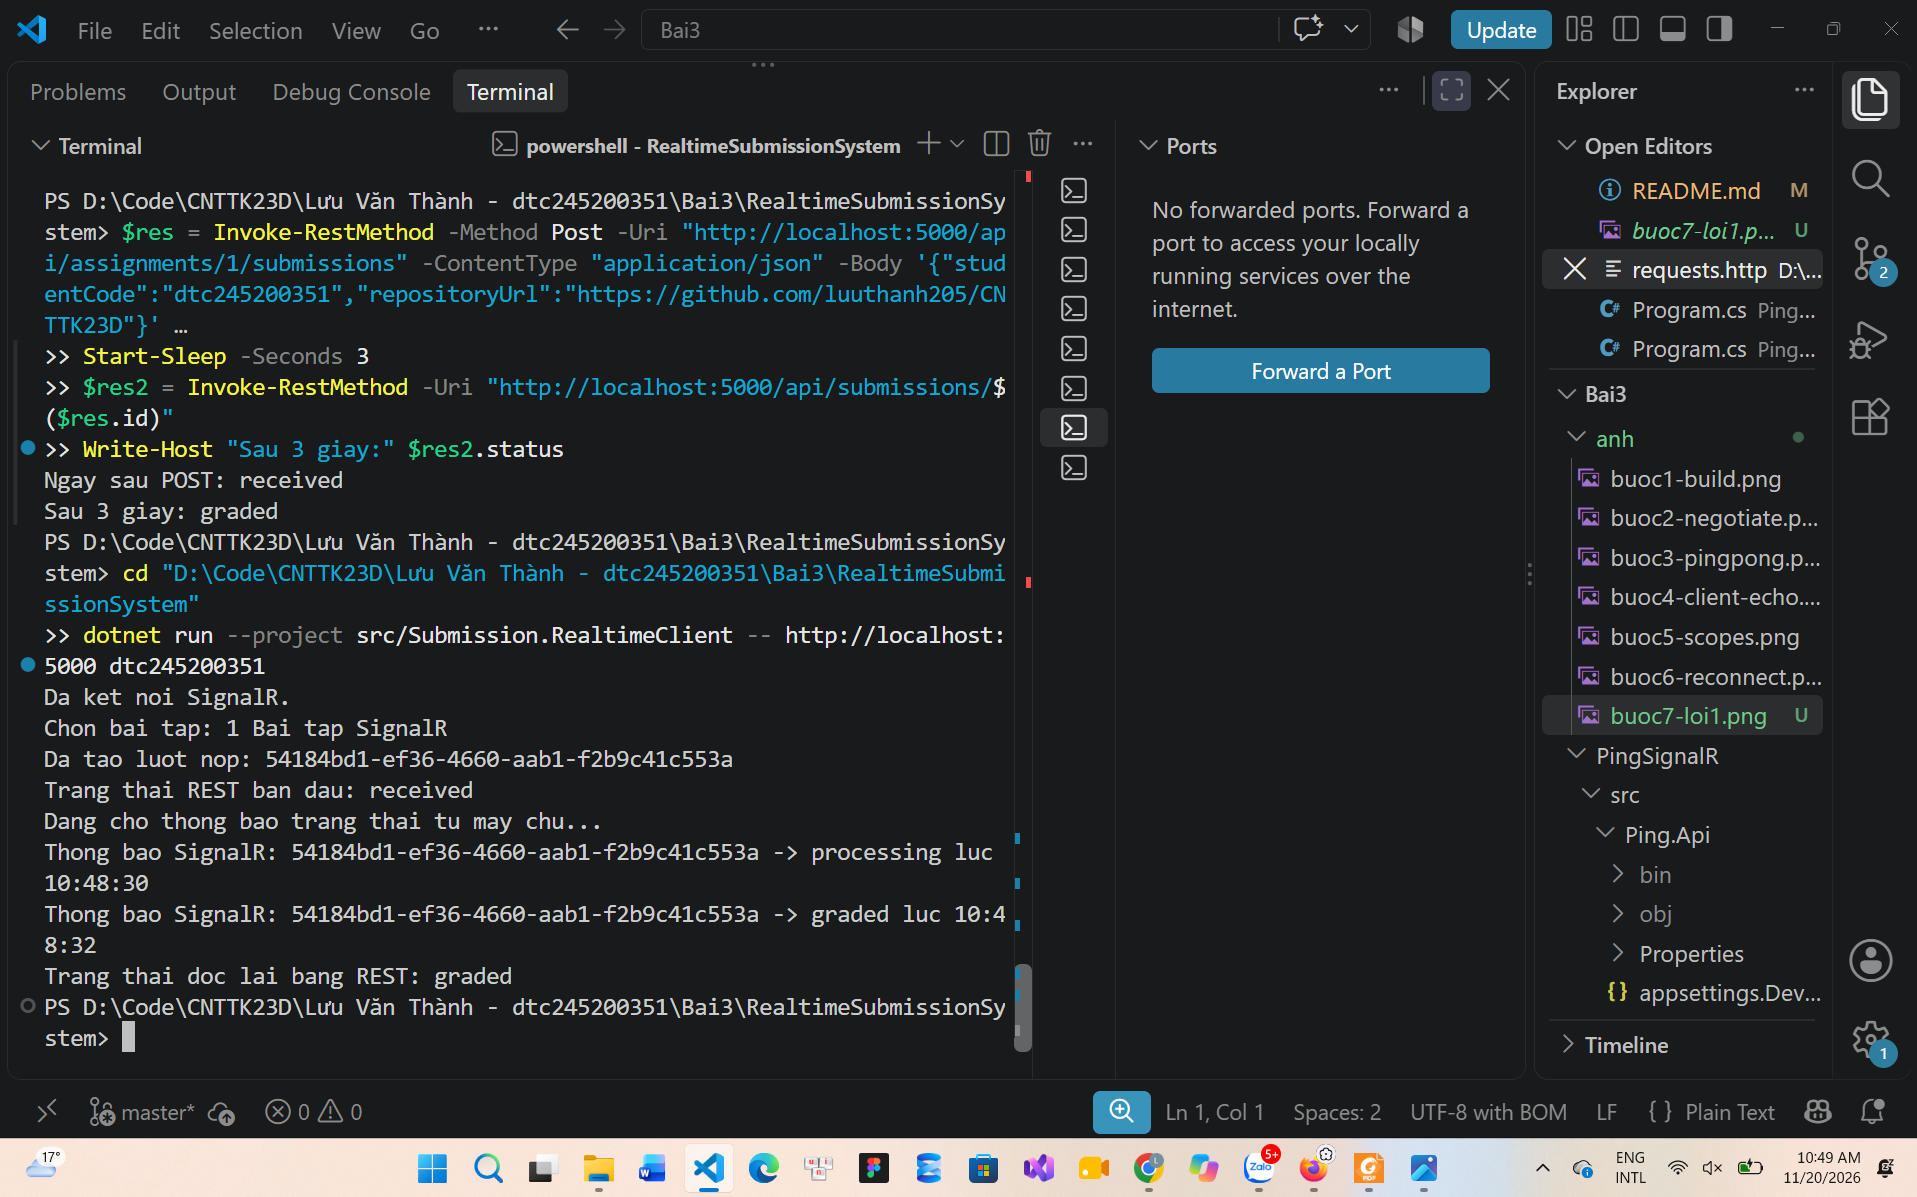 File Edit Selection View Go ··· Bai3 Update
Problems Output Debug Console Terminal
Terminal
powershell - RealtimeSubmissionSystem
PS D:\Code\CNTTK23D\Lưu Văn Thành - dtc245200351\Bai3\RealtimeSubmissionSy
stem> $res = Invoke-RestMethod -Method Post -Uri "http://localhost:5000/ap
i/assignments/1/submissions" -ContentType "application/json" -Body '{"stud
entCode":"dtc245200351","repositoryUrl":"https://github.com/luuthanh205/CN
TTK23D"}' …
>> Start-Sleep -Seconds 3
>> $res2 = Invoke-RestMethod -Uri "http://localhost:5000/api/submissions/$
($res.id)"
>> Write-Host "Sau 3 giay:" $res2.status
Ngay sau POST: received
Sau 3 giay: graded
PS D:\Code\CNTTK23D\Lưu Văn Thành - dtc245200351\Bai3\RealtimeSubmissionSy
stem> cd "D:\Code\CNTTK23D\Lưu Văn Thành - dtc245200351\Bai3\RealtimeSubmi
ssionSystem"
>> dotnet run --project src/Submission.RealtimeClient -- http://localhost:
5000 dtc245200351
Da ket noi SignalR.
Chon bai tap: 1 Bai tap SignalR
Da tao luot nop: 54184bd1-ef36-4660-aab1-f2b9c41c553a
Trang thai REST ban dau: received
Dang cho thong bao trang thai tu may chu...
Thong bao SignalR: 54184bd1-ef36-4660-aab1-f2b9c41c553a -> processing luc
10:48:30
Thong bao SignalR: 54184bd1-ef36-4660-aab1-f2b9c41c553a -> graded luc 10:4
8:32
Trang thai doc lai bang REST: graded
PS D:\Code\CNTTK23D\Lưu Văn Thành - dtc245200351\Bai3\RealtimeSubmissionSy
stem>
Ports
No forwarded ports. Forward a
port to access your locally
running services over the
internet.
Forward a Port
Explorer
Open Editors
README.md M
buoc7-loi1.p... U
requests.http D:\...
Program.cs Ping...
Program.cs Ping...
Bai3
anh
buoc1-build.png
buoc2-negotiate.p...
buoc3-pingpong.p...
buoc4-client-echo....
buoc5-scopes.png
buoc6-reconnect.p...
buoc7-loi1.png U
PingSignalR
src
Ping.Api
bin
obj
Properties
{} appsettings.Dev...
Timeline
2
1
master* 0 0 Ln 1, Col 1 Spaces: 2 UTF-8 with BOM LF { } Plain Text
17°
Zalo 5+
ENG
INTL
10:49 AM
11/20/2026